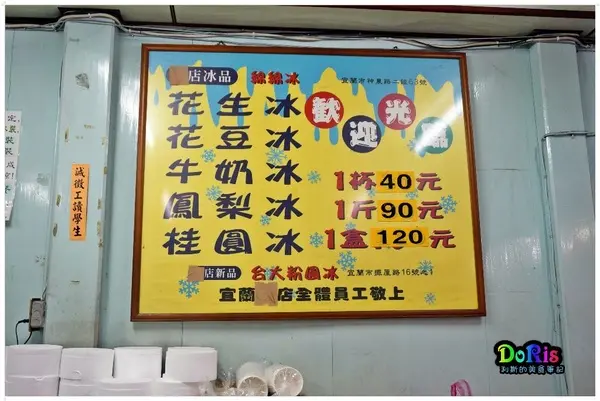 店冰品 綿綿冰 宜蘭市神農路二段63號
花生冰
花豆冰
牛奶冰
鳳梨冰
桂圓冰
歡迎光臨
1杯40元
1斤90元
1盒120元
店新品 台大粉圓冰 宜蘭市擺厘路16號之1
宜蘭 店全體員工敬上
誠徵工讀學生
DoRis